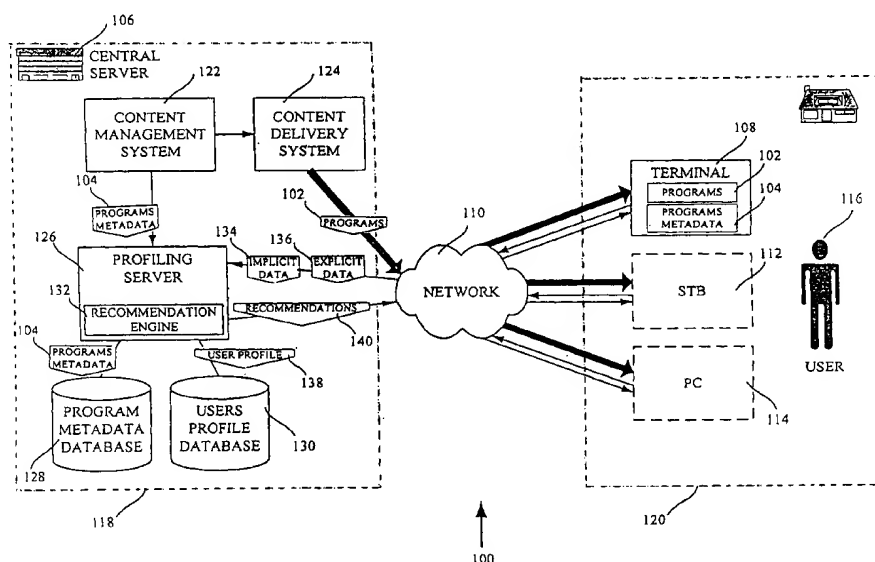 106
CENTRAL
SERVER
122
124
CONTENT
MANAGEMENT
SYSTEM
CONTENT
DELIVERY
SYSTEM
104
PROGRAMS
METADATA
102
PROGRAMS
126
134
136
IMPLICIT
DATA
EXPLICIT
DATA
PROFILING
SERVER
132
RECOMMENDATION
ENGINE
RECOMMENDATIONS
140
104
PROGRAMS
METADATA
USER PROFILE
138
PROGRAM
METADATA
DATABASE
128
USERS
PROFILE
DATABASE
130
118
110
NETWORK
108
TERMINAL
102
PROGRAMS
104
PROGRAMS
METADATA
112
STB
PC
114
116
USER
120
100